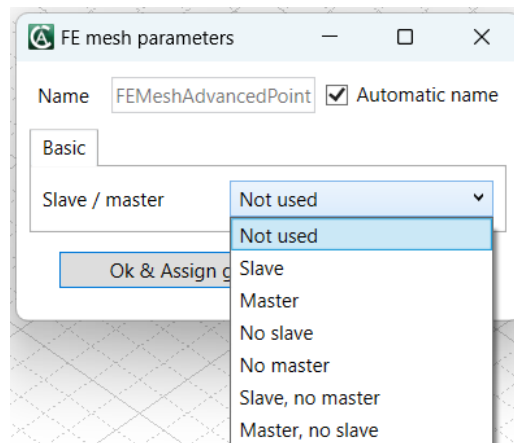 FE mesh parameters
Name FEMeshAdvancedPoint Automatic name
Basic
Slave / master Not used
Not used
Ok & Assign g
Slave
Master
No slave
No master
Slave, no master
Master, no slave